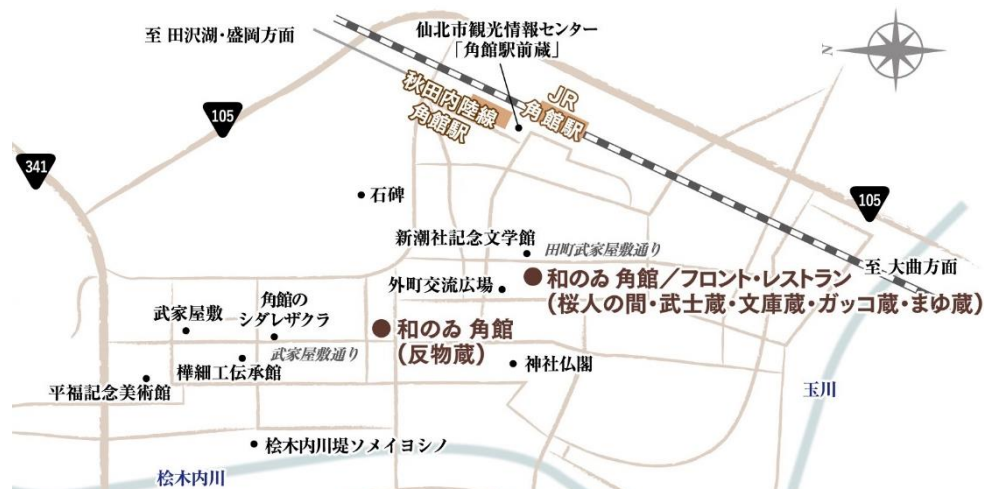 至 田沢湖・盛岡方面
仙北市観光情報センター
「角館駅前蔵」
N
105
秋田内陸線
角館駅
JR
角館駅
341
石碑
105
新潮社記念文学館
田町武家屋敷通り
至 大曲方面
外町交流広場
和のゐ 角館／フロント・レストラン
(桜人の間・武士蔵・文庫蔵・ガッコ蔵・まゆ蔵)
武家屋敷
角館の
シダレザクラ
和のゐ 角館
(反物蔵)
武家屋敷通り
樺細工伝承館
神社仏閣
平福記念美術館
玉川
桧木内川堤ソメイヨシノ
桧木内川